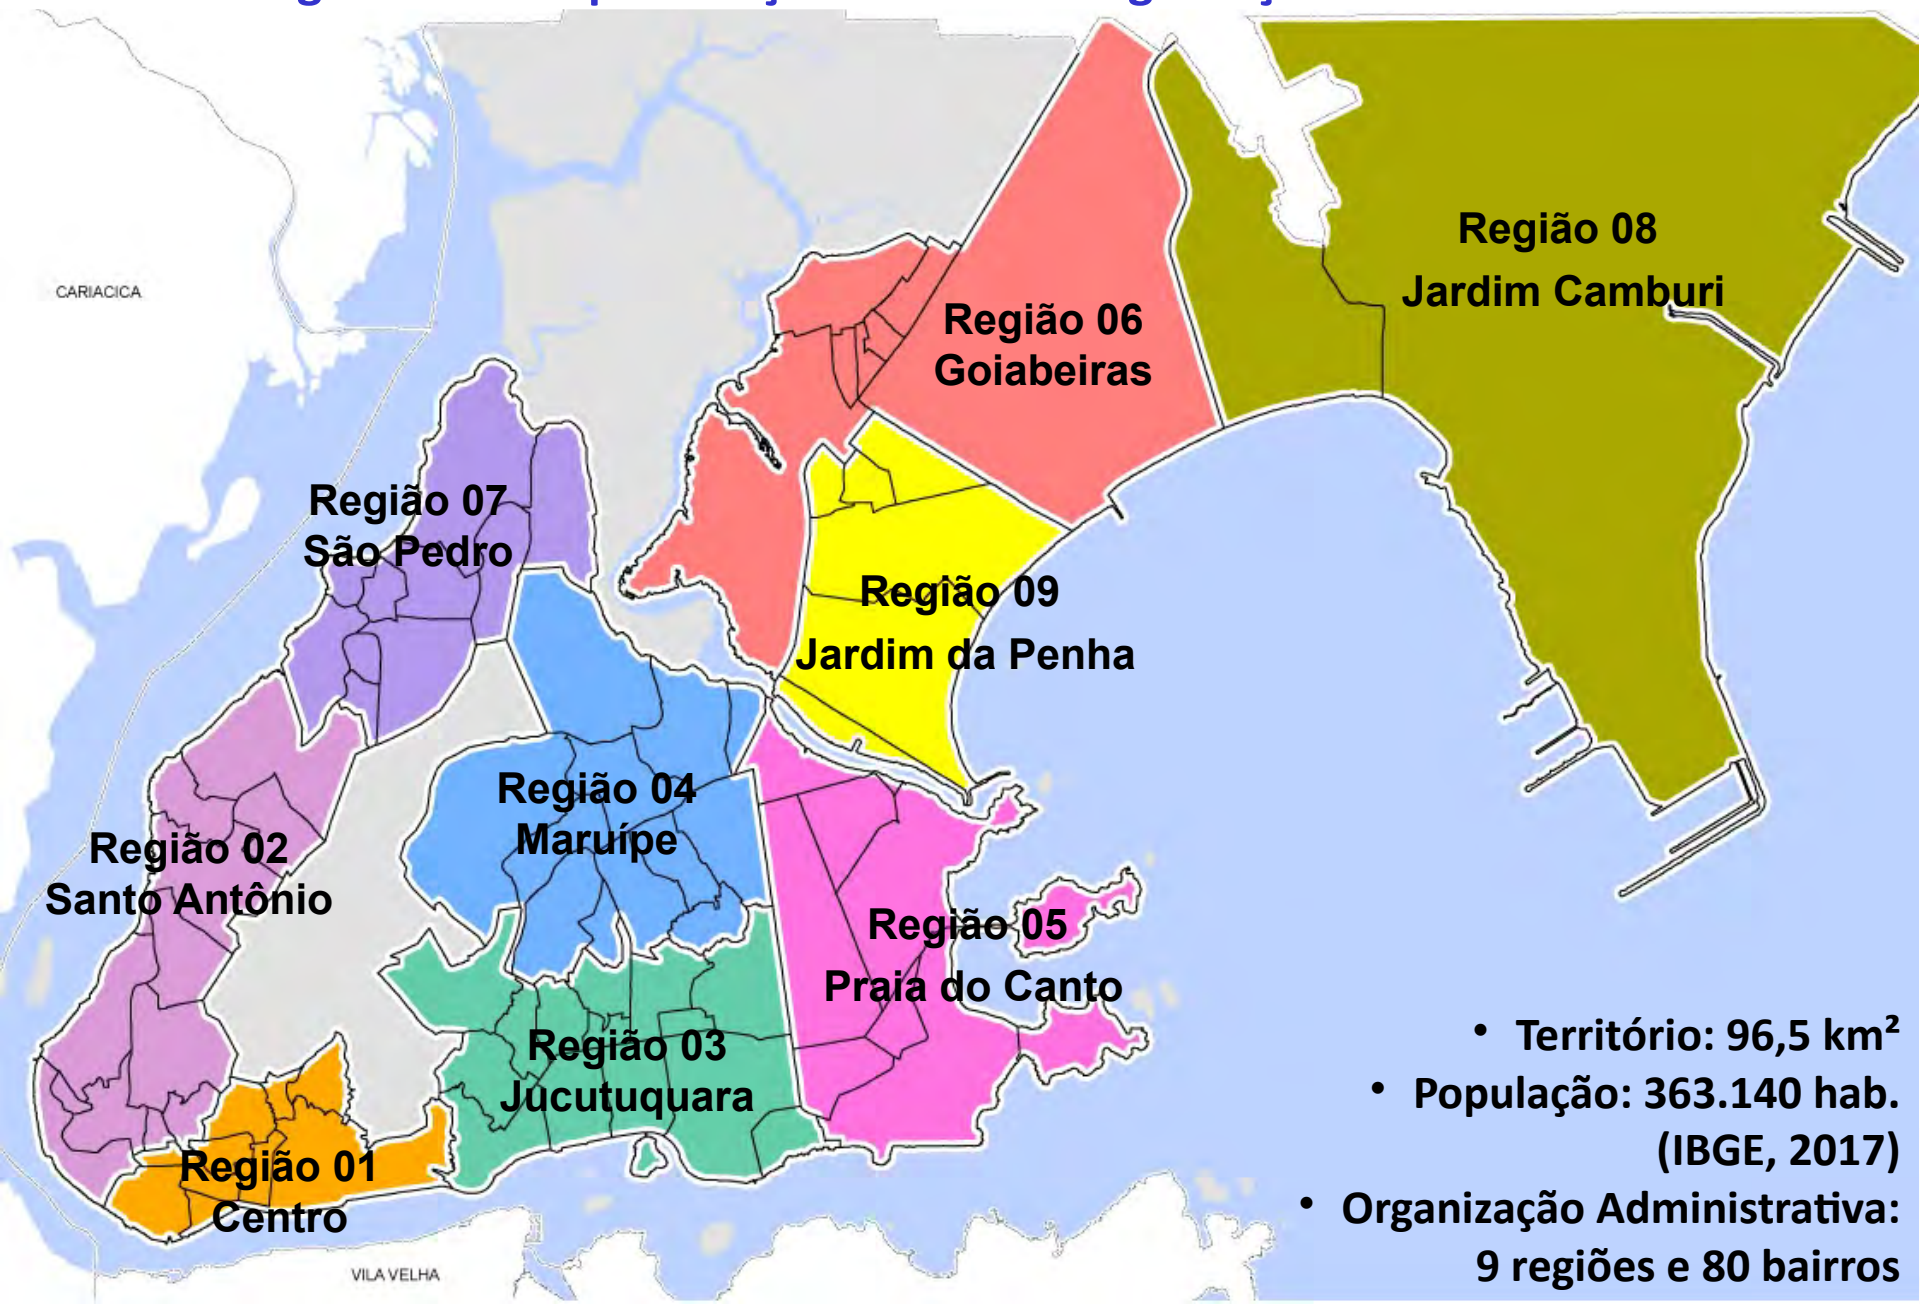 CARIACICA
Região 08
Jardim Camburi
Região 06
Goiabeiras
Região 07
São Pedro
Região 09
Jardim da Penha
Região 04
Maruípe
Região 02
Santo Antônio
Região 05
Praia do Canto
Região 03
Jucutuquara
Região 01
Centro
VILA VELHA
• Território: 96,5 km²
• População: 363.140 hab.
(IBGE, 2017)
• Organização Administrativa:
9 regiões e 80 bairros